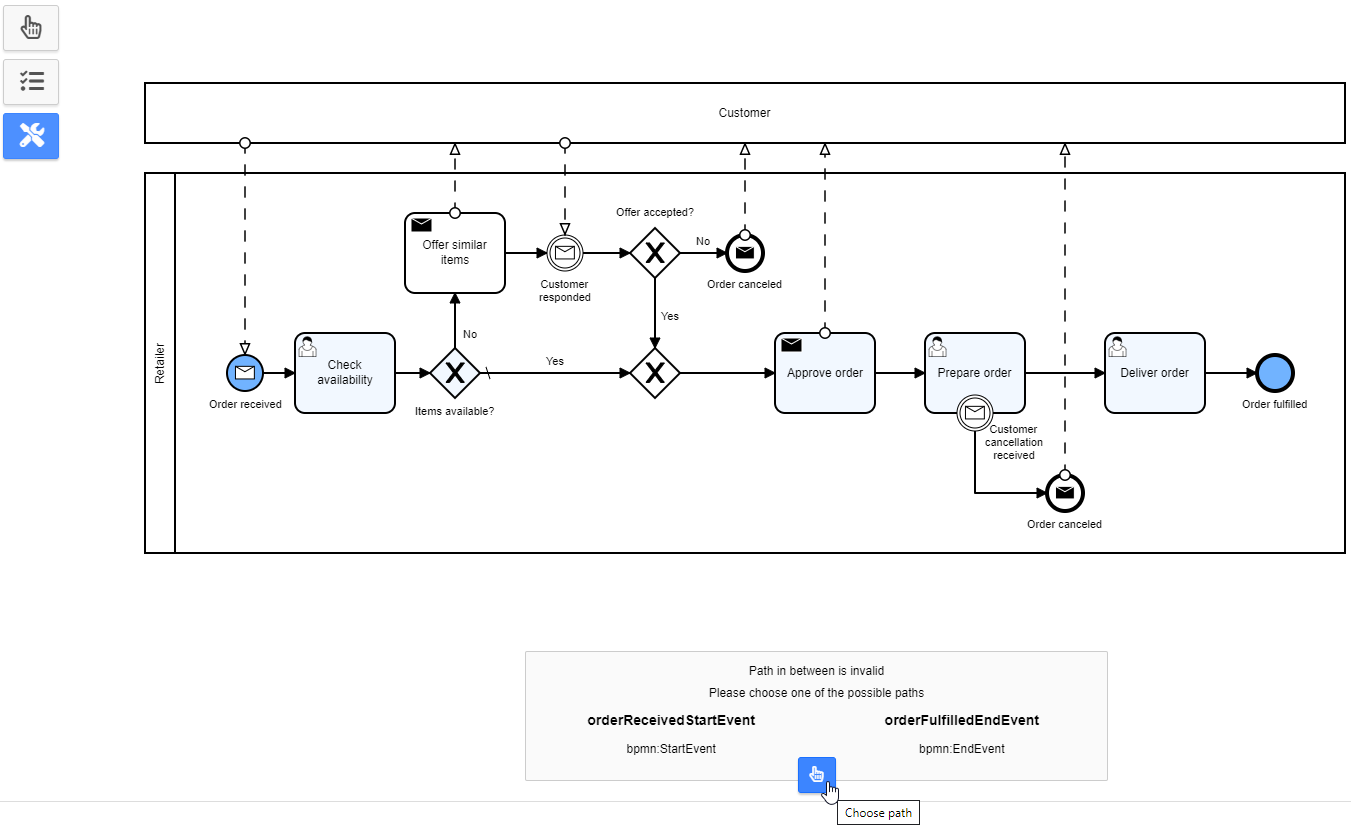 Customer
Retailer
Offer accepted?
Offer similar
items
No
Customer
responded
Order canceled
Yes
No
Check
availability
Yes
Approve order
Prepare order
Deliver order
Order received
Items available?
Order fulfilled
Customer
cancellation
received
Order canceled
Path in between is invalid
Please choose one of the possible paths
orderReceivedStartEvent
orderFulfilledEndEvent
bpmn:StartEvent
bpmn:EndEvent
Choose path